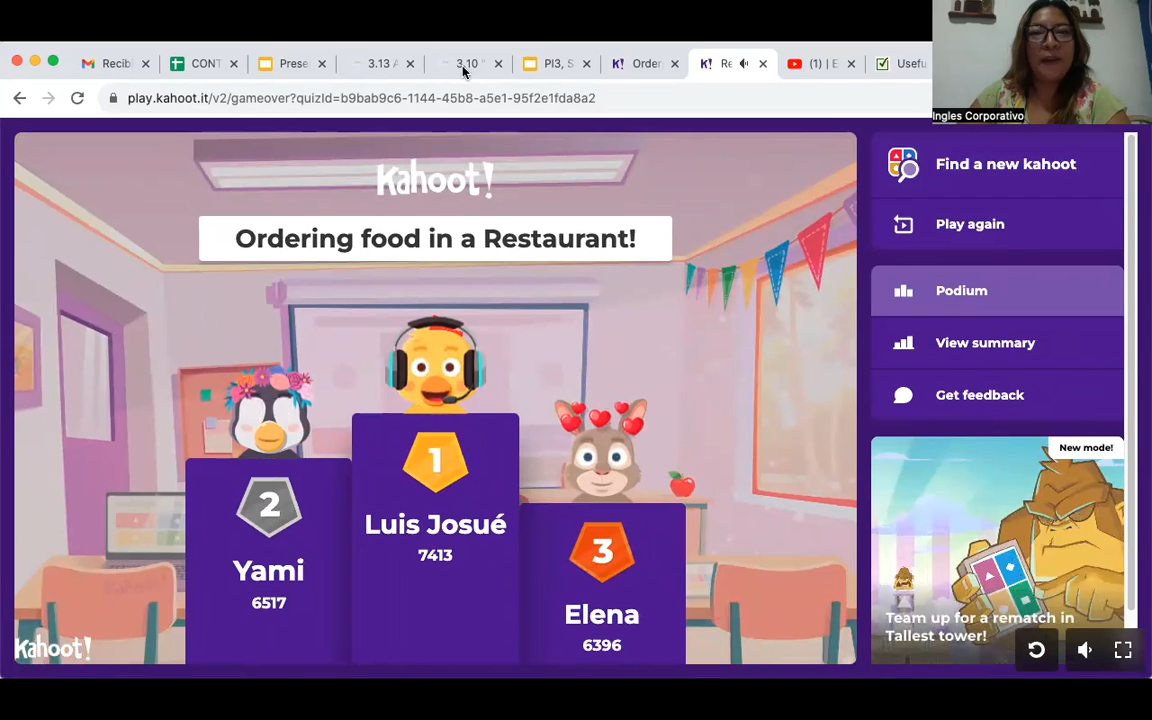 Recib
CONT
Prese
3.13 A
3.10 "
PI3, S
Order
Re
(1) | E
Usefu
play.kahoot.it/v2/gameover?quizId=b9bab9c6-1144-45b8-a5e1-95f2e1fda8a2
Ingles Corporativo
Kahoot!
Ordering food in a Restaurant!
1
Luis Josué
7413
2
Yami
6517
3
Elena
6396
Kahoot!
Find a new kahoot
Play again
Podium
View summary
Get feedback
New mode!
Team up for a rematch in
Tallest tower!